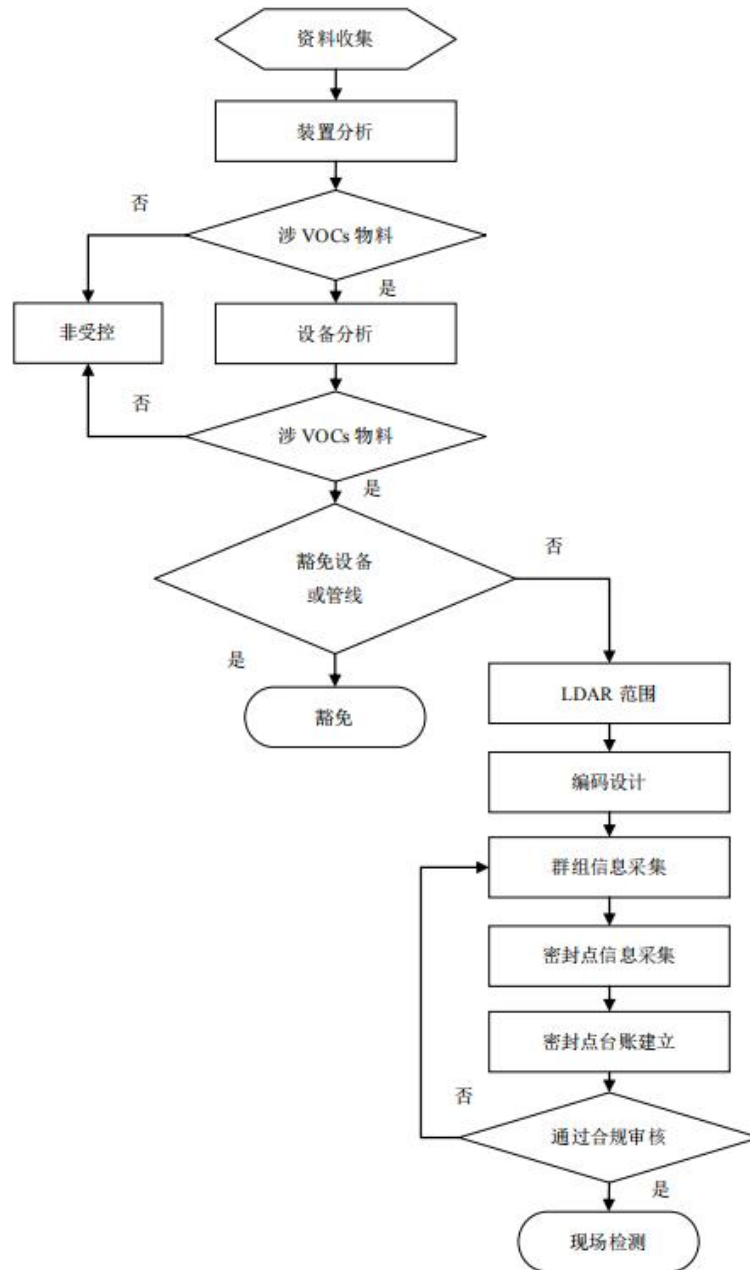 资料收集
装置分析
否
涉 VOCs 物料
是
非受控
设备分析
否
涉 VOCs 物料
是
豁免设备
或管线
否
是
豁免
LDAR 范围
编码设计
群组信息采集
密封点信息采集
密封点台账建立
否
通过合规审核
是
现场检测